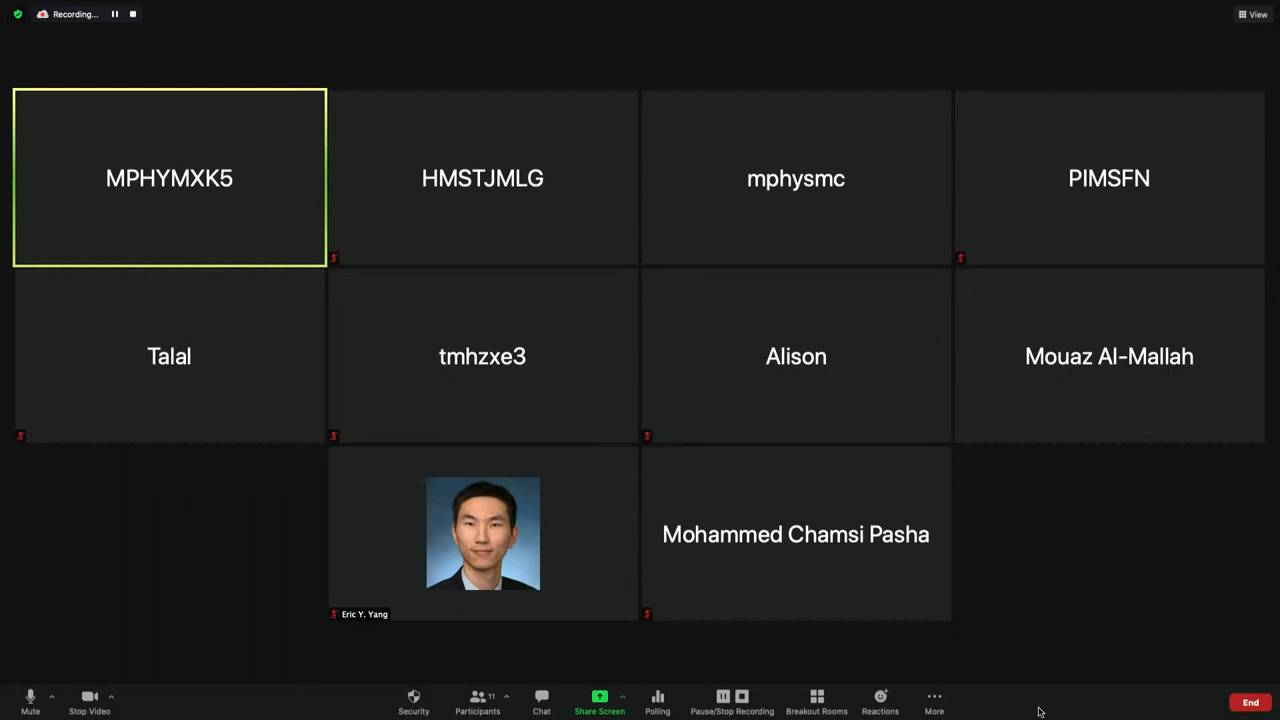 Recording...
View
MPHYMXK5
HMSTJMLG
mphysmc
PIMSFN
Talal
tmhzxe3
Alison
Mouaz Al-Mallah
Mohammed Chamsi Pasha
Eric Y. Yang
11
Mute
Stop Video
Security
Participants
Chat
Share Screen
Polling
Pause/Stop Recording
Breakout Rooms
Reactions
More
End